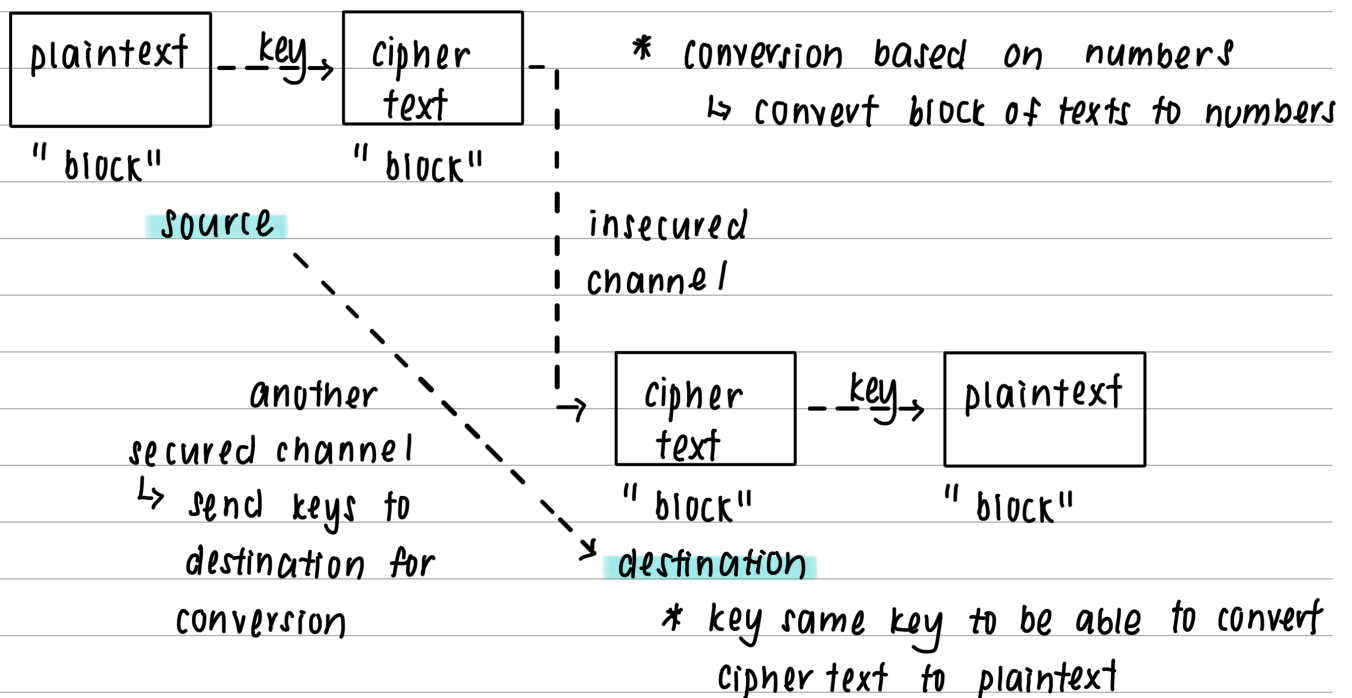 plaintext key cipher text
* conversion based on numbers
↳ convert block of texts to numbers
"block" "block"
source
insecured
channel
another
secured channel
↳ send keys to
destination for
conversion
cipher text key plaintext
"block" "block"
destination
* key same key to be able to convert
cipher text to plaintext